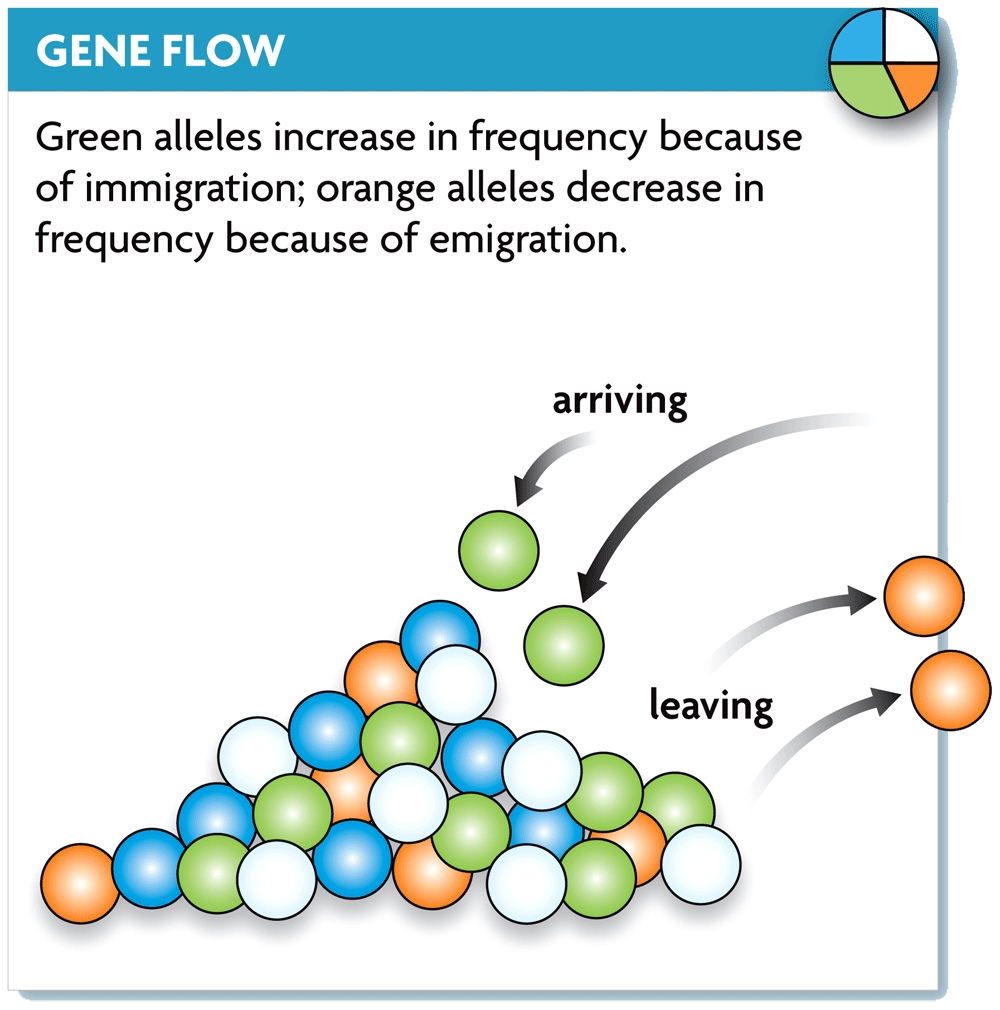 GENE FLOW
Green alleles increase in frequency because
of immigration; orange alleles decrease in
frequency because of emigration.
arriving
leaving